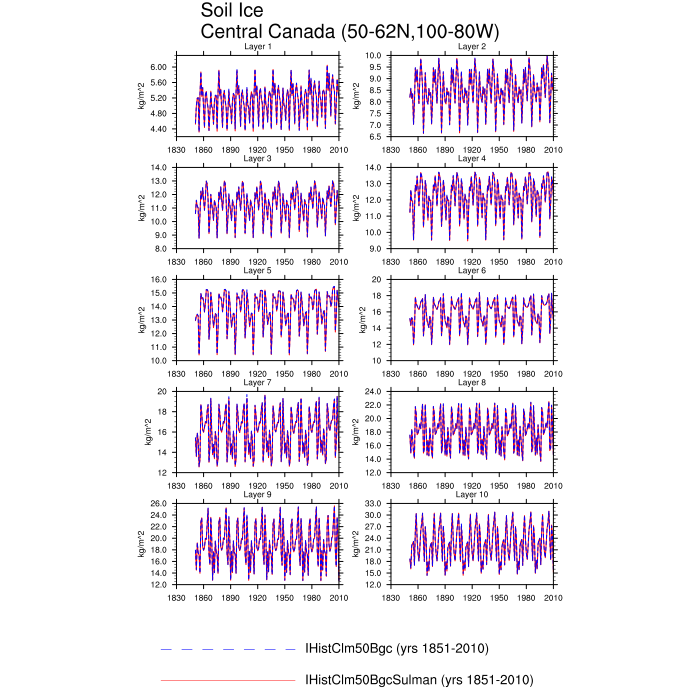 Soil Ice
Central Canada (50-62N,100-80W)
Layer 1
Layer 2
6.00
5.60
5.20
4.80
4.40
kg/m^2
1830 1860 1890 1920 1950 1980 2010
10.0
9.5
9.0
8.5
8.0
7.5
7.0
6.5
kg/m^2
1830 1860 1890 1920 1950 1980 2010
Layer 3
Layer 4
14.0
13.0
12.0
11.0
10.0
9.0
8.0
kg/m^2
1830 1860 1890 1920 1950 1980 2010
14.0
13.0
12.0
11.0
10.0
9.0
kg/m^2
1830 1860 1890 1920 1950 1980 2010
Layer 5
Layer 6
16.0
15.0
14.0
13.0
12.0
11.0
10.0
kg/m^2
1830 1860 1890 1920 1950 1980 2010
20
18
16
14
12
10
kg/m^2
1830 1860 1890 1920 1950 1980 2010
Layer 7
Layer 8
20
18
16
14
12
kg/m^2
1830 1860 1890 1920 1950 1980 2010
24.0
22.0
20.0
18.0
16.0
14.0
12.0
kg/m^2
1830 1860 1890 1920 1950 1980 2010
Layer 9
Layer 10
26.0
24.0
22.0
20.0
18.0
16.0
14.0
12.0
kg/m^2
1830 1860 1890 1920 1950 1980 2010
33.0
30.0
27.0
24.0
21.0
18.0
15.0
12.0
kg/m^2
1830 1860 1890 1920 1950 1980 2010
IHistClm50Bgc (yrs 1851-2010)
IHistClm50BgcSulman (yrs 1851-2010)